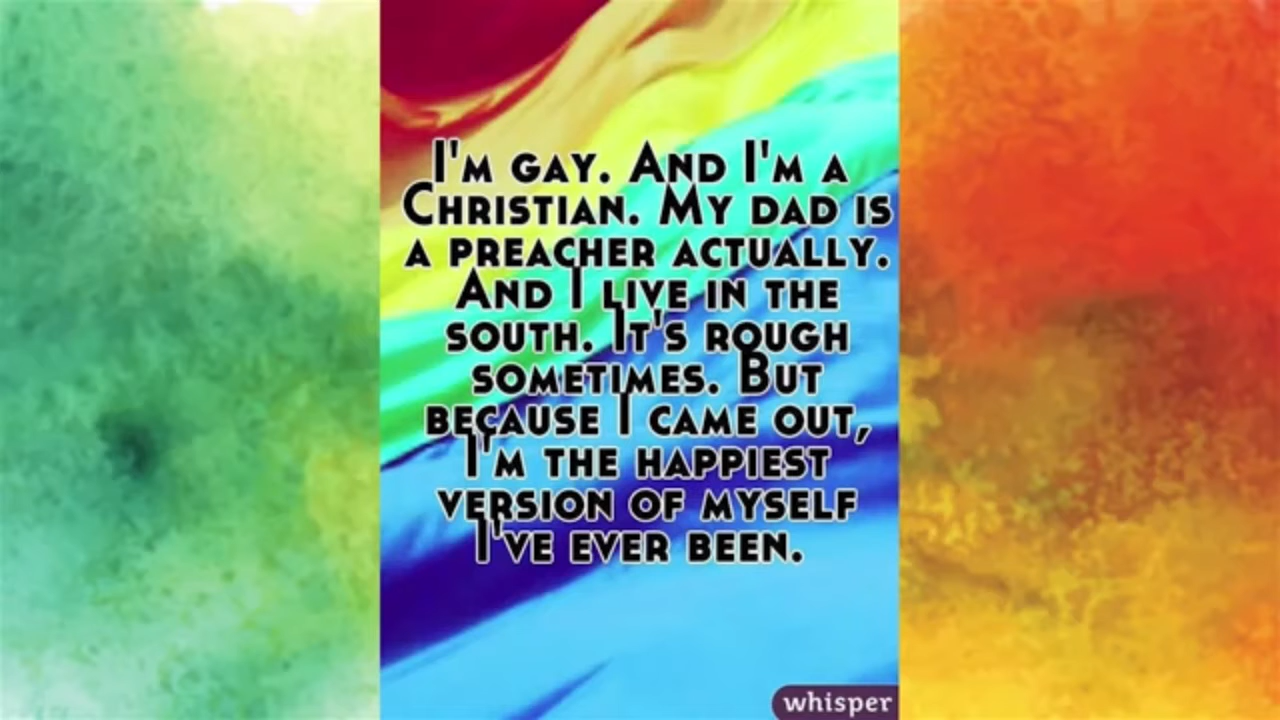 I'm gay. And I'm a
Christian. My dad is
a preacher actually.
And I live in the
south. It's rough
sometimes. But
because I came out,
I'm the happiest
version of myself
I've ever been.
whisper